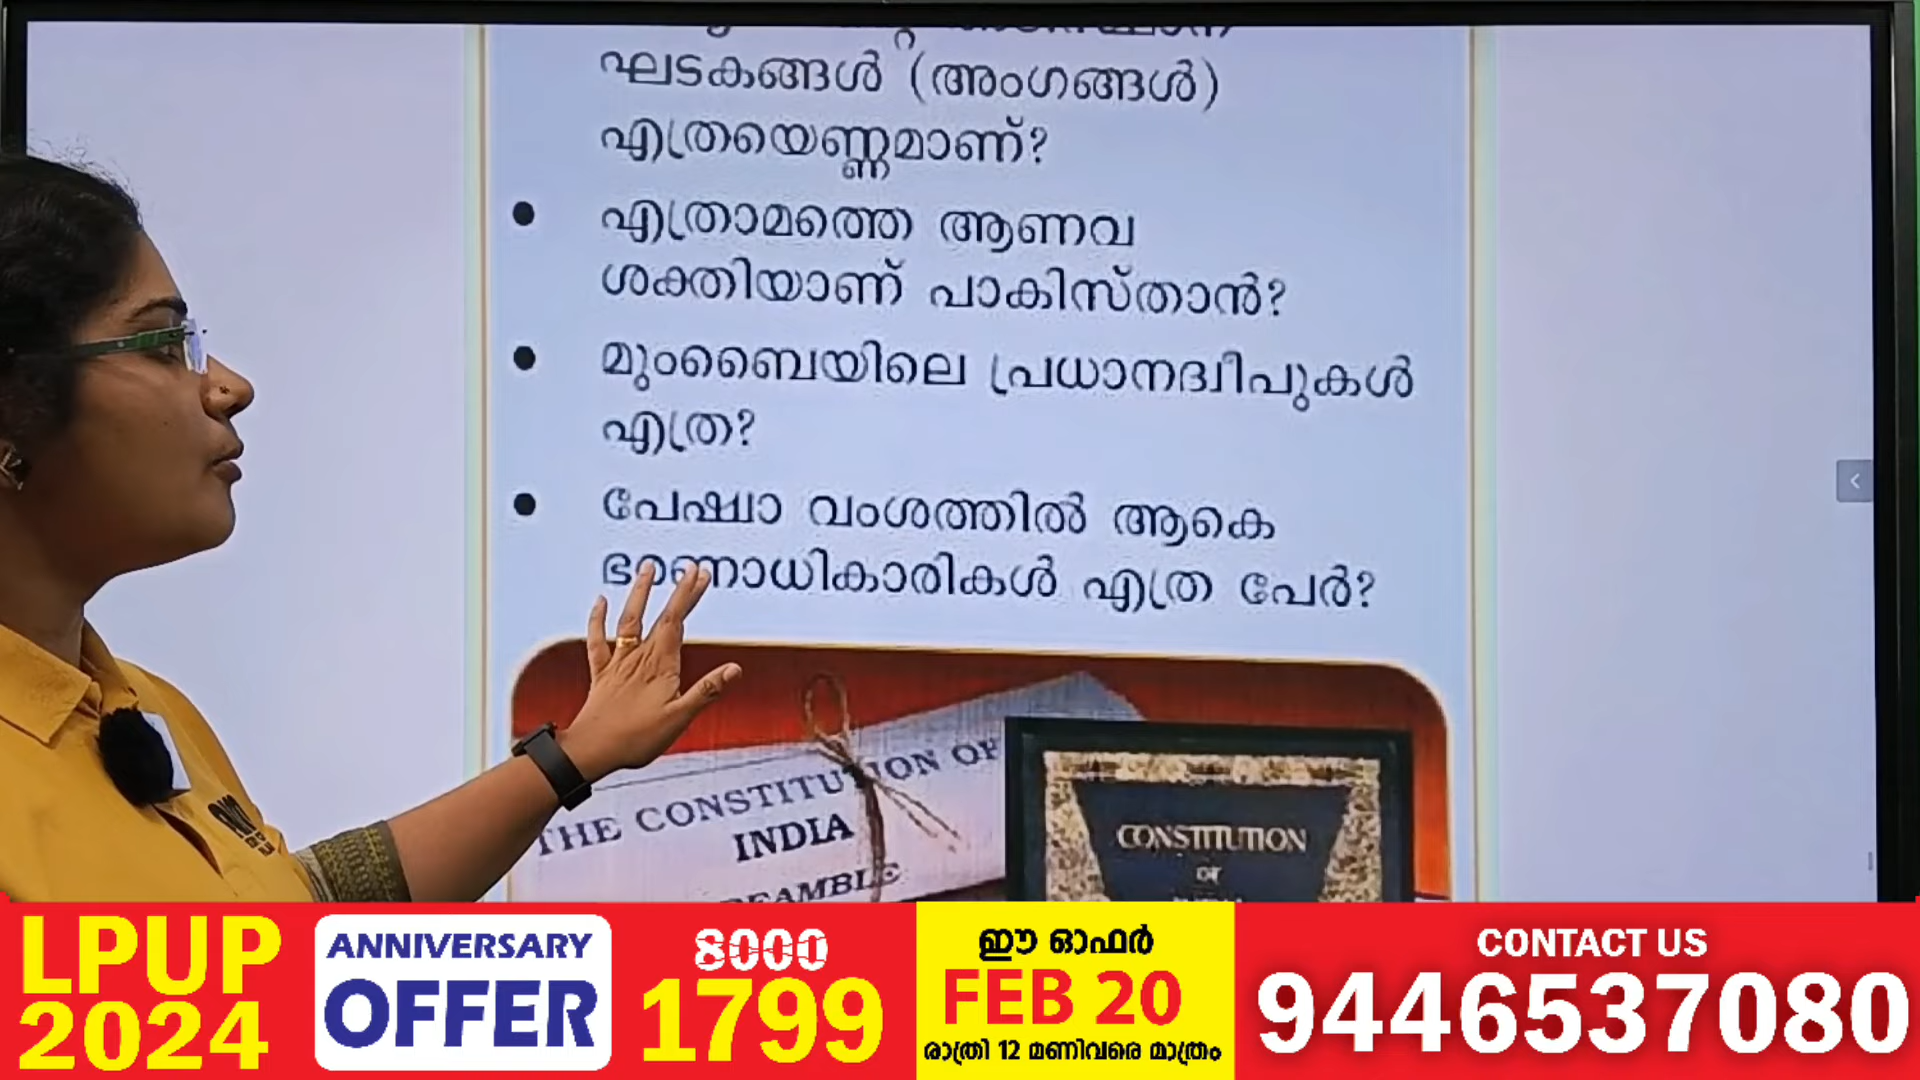 ഘടകങ്ങൾ (അംഗങ്ങൾ)
എത്രയെണ്ണമാണ്?
• എത്രാമത്തെ ആണവ
ശക്തിയാണ് പാകിസ്താൻ?
• മുംബൈയിലെ പ്രധാനദ്വീപുകൾ
എത്ര?
• പേഷ്വാ വംശത്തിൽ ആകെ
ഭരണാധികാരികൾ എത്ര പേർ?
THE CONSTITUTION OF
INDIA
PREAMBLE
CONSTITUTION
OF
LPUP
2024
ANNIVERSARY
OFFER
8000
1799
ഈ ഓഫർ
FEB 20
രാത്രി 12 മണിവരെ മാത്രം
CONTACT US
9446537080